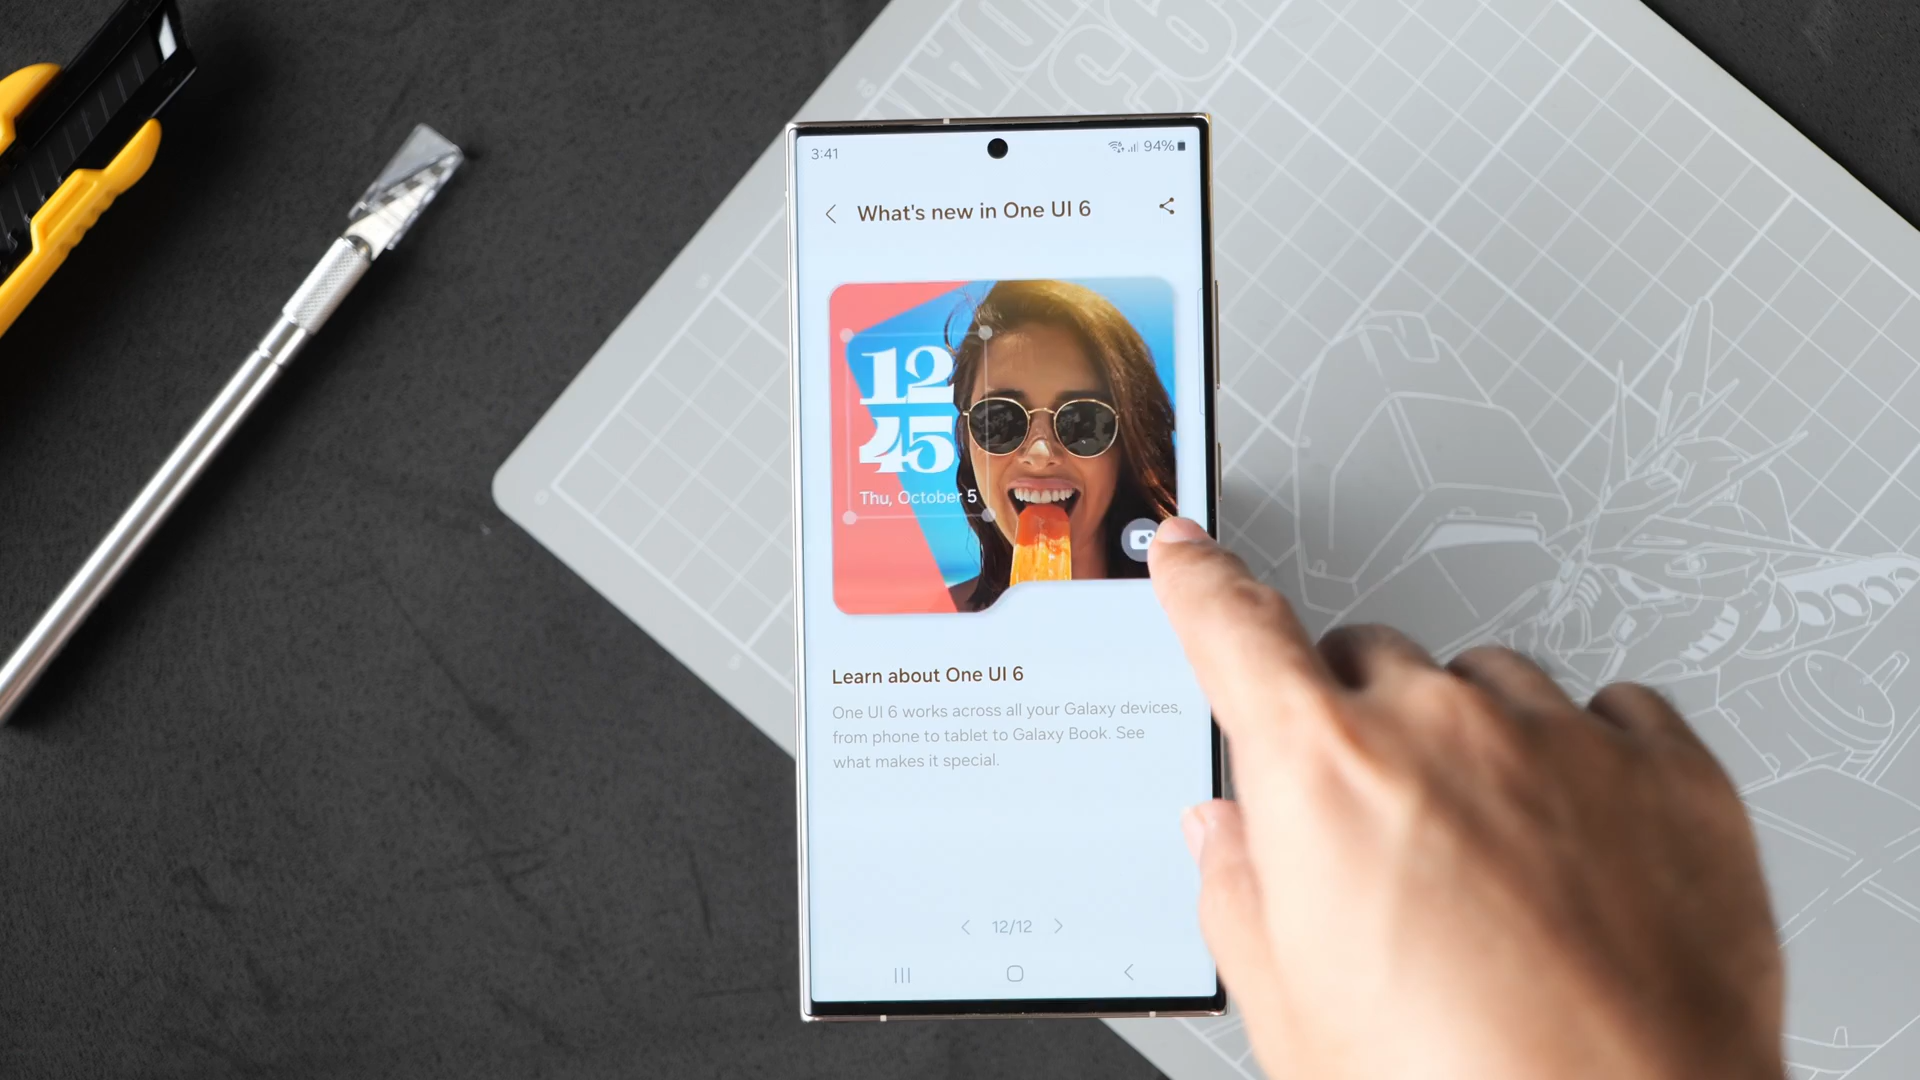 3:41
94%
What's new in One UI 6
12
45
Thu, October 5
Learn about One UI 6
One UI 6 works across all your Galaxy devices,
from phone to tablet to Galaxy Book. See
what makes it special.
12/12